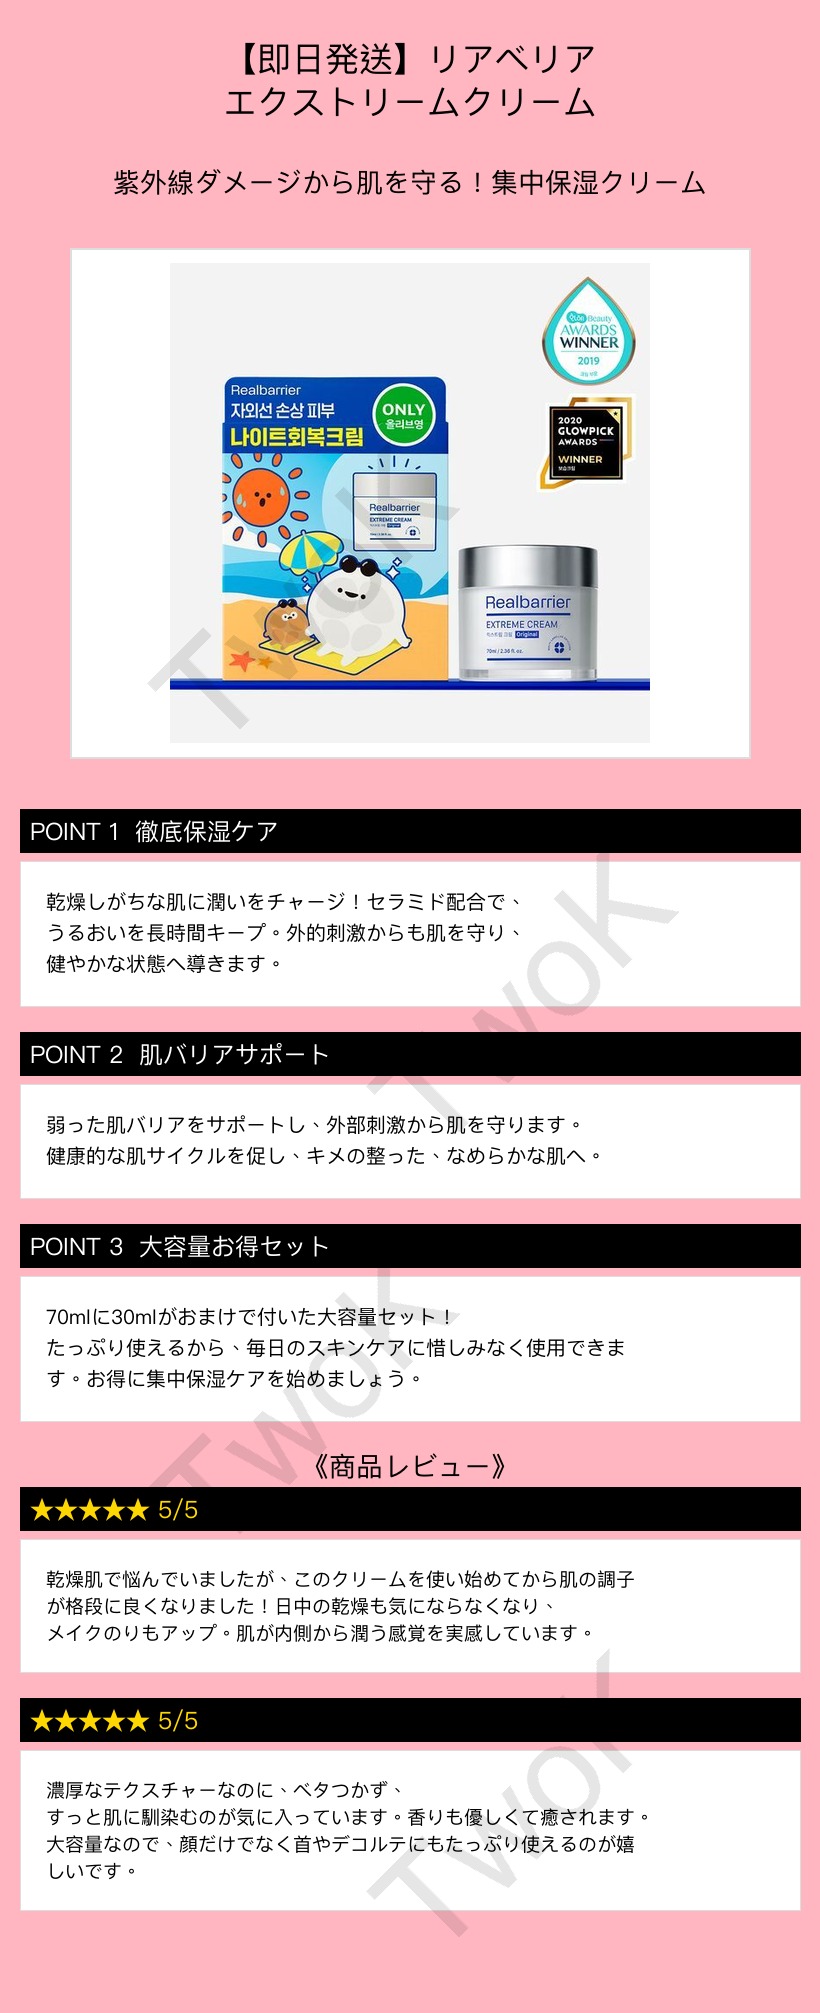 【即日発送】リアベリア
エクストリームクリーム
紫外線ダメージから肌を守る！集中保湿クリーム
Beauty
AWARDS
WINNER
2019
Realbarrier
자외선 손상 피부
나이트회복크림
ONLY
올리브영
2020
GLOWPICK
AWARDS
WINNER
보습크림
Realbarrier
EXTREME CREAM
Original
Realbarrier
EXTREME CREAM
익스트림 크림 Original
70ml / 2.36 fl. oz.
TwoK
POINT 1 徹底保湿ケア
乾燥しがちな肌に潤いをチャージ！セラミド配合で、
うるおいを長時間キープ。外的刺激からも肌を守り、
健やかな状態へ導きます。
TwoK
POINT 2 肌バリアサポート
弱った肌バリアをサポートし、外部刺激から肌を守ります。
健康的な肌サイクルを促し、キメの整った、なめらかな肌へ。
POINT 3 大容量お得セット
70mlに30mlがおまけで付いた大容量セット！
たっぷり使えるから、毎日のスキンケアに惜しみなく使用できま
す。お得に集中保湿ケアを始めましょう。
TwoK
《商品レビュー》
★★★★★ 5/5
乾燥肌で悩んでいましたが、このクリームを使い始めてから肌の調子
が格段に良くなりました！日中の乾燥も気にならなくなり、
メイクのりもアップ。肌が内側から潤う感覚を実感しています。
★★★★★ 5/5
濃厚なテクスチャーなのに、ベタつかず、
すっと肌に馴染むのが気に入っています。香りも優しくて癒されます。
大容量なので、顔だけでなく首やデコルテにもたっぷり使えるのが嬉
しいです。
TwoK